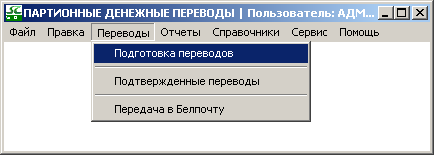 ПАРТИОННЫЕ ДЕНЕЖНЫЕ ПЕРЕВОДЫ | Пользователь: АДМ...
Файл Правка Переводы Отчеты Справочники Сервис Помощь
Подготовка переводов
Подтвержденные переводы
Передача в Белпочту